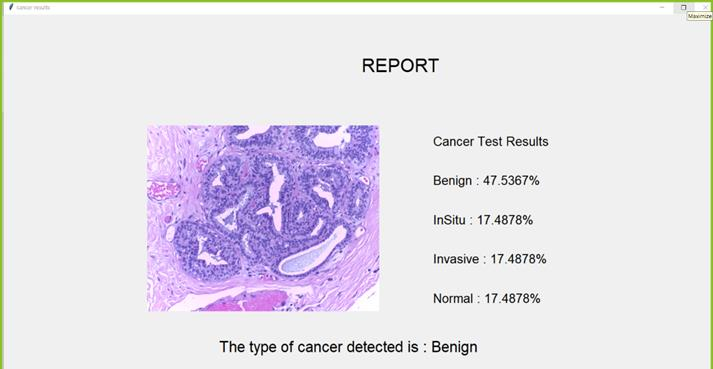 Cancer results
Maximize
REPORT
Cancer Test Results
Benign : 47.5367%
InSitu : 17.4878%
Invasive : 17.4878%
Normal : 17.4878%
The type of cancer detected is : Benign